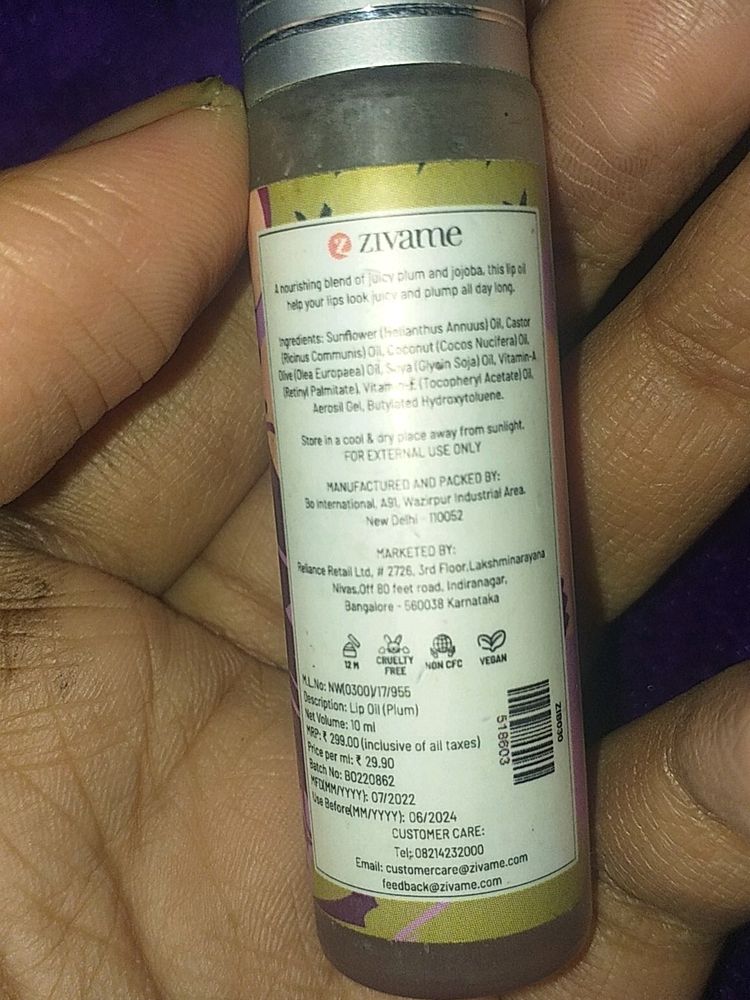 ZIVAME
A nourishing blend of juicy plum and jojoba, this lip oil
help your lips look juicy and plump all day long.
Ingredients: Sunflower (Helianthus Annuus) Oil, Castor
(Ricinus Communis) Oil, Coconut (Cocos Nucifera) Oil,
Olive (Olea Europaea) Oil, Soya (Glycin Soja) Oil, Vitamin-A
(Retinyl Palmitate), Vitamin-E (Tocopheryl Acetate) Oil,
Aerosil Gel, Butylated Hydroxytoluene.
Store in a cool & dry place away from sunlight.
FOR EXTERNAL USE ONLY
MANUFACTURED AND PACKED BY:
Bo International, A91, Wazirpur Industrial Area,
New Delhi - 110052
MARKETED BY:
Reliance Retail Ltd, # 2726, 3rd Floor,Lakshminarayana
Nivas,Off 80 feet road, Indiranagar,
Bangalore - 560038 Karnataka
12 M
CRUELTY FREE
NON CFC
VEGAN
M.L.No: NW(0300)/17/955
Description: Lip Oil (Plum)
Net Volume: 10 ml
MRP: ₹ 299.00 (inclusive of all taxes)
Price per ml: ₹ 29.90
Batch No: B0220862
MFD(MM/YYYY): 07/2022
Use Before(MM/YYYY): 06/2024
518603
ZIB030
CUSTOMER CARE:
Tel: 08214232000
Email: customercare@zivame.com
feedback@zivame.com